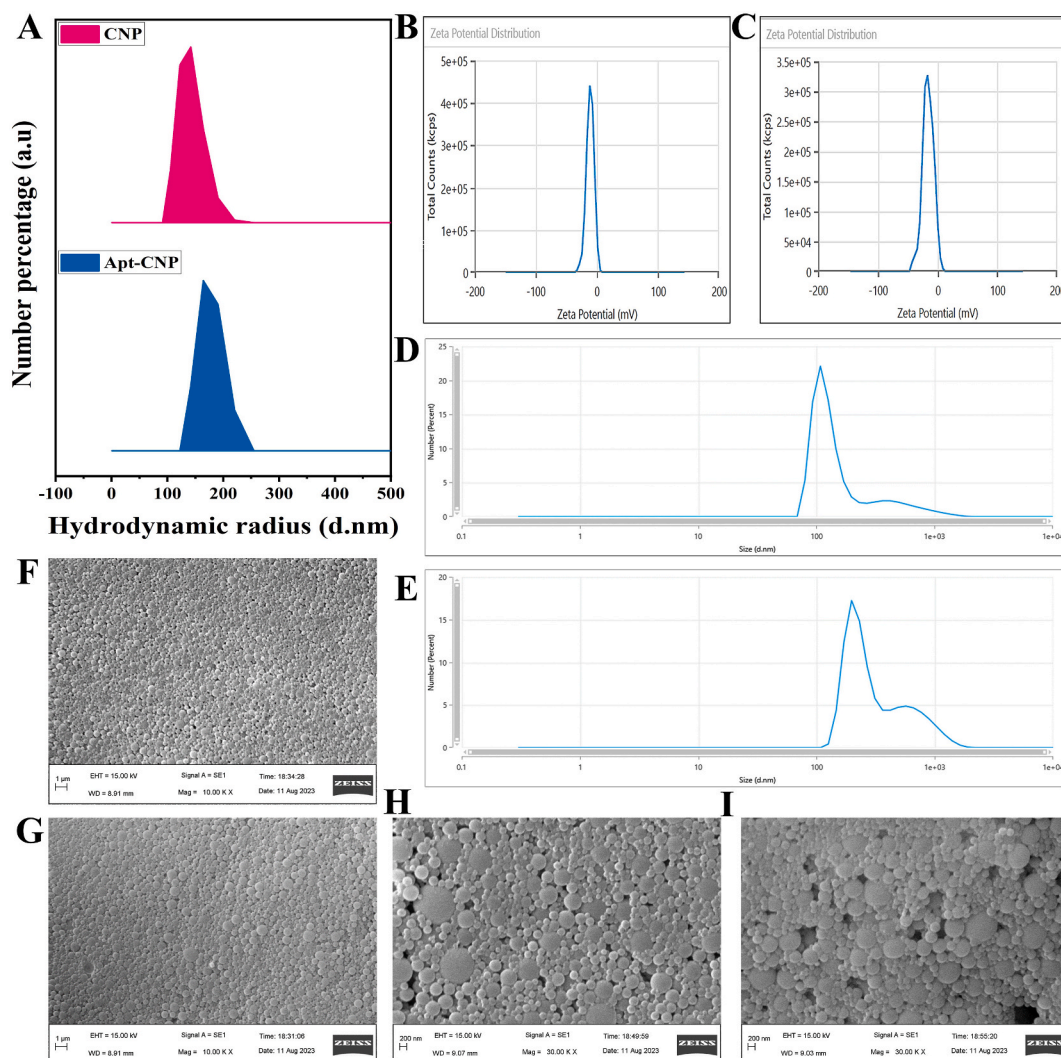 A
CNP
Number percentage (a.u)
Apt-CNP
-100 0 100 200 300 400 500
Hydrodynamic radius (d.nm)
B
Zeta Potential Distribution
Total Counts (kcps)
5e+05
4e+05
3e+05
2e+05
1e+05
0
-200 -100 0 100 200
Zeta Potential (mV)
C
Zeta Potential Distribution
Total Counts (kcps)
3.5e+05
3e+05
2.5e+05
2e+05
1.5e+05
1e+05
5e+04
0
-200 -100 0 100 200
Zeta Potential (mV)
D
Number (Percent)
25
20
15
10
5
0
0.1 1 10 100 1e+03 1e+04
Size (d.nm)
E
Number (Percent)
20
15
10
5
0
0.1 1 10 100 1e+03 1e+04
Size (d.nm)
F
1 µm
EHT = 15.00 kV Signal A = SE1 Time: 18:34:28
WD = 8.91 mm Mag = 10.00 K X Date: 11 Aug 2023
ZEISS
G
1 µm
EHT = 15.00 kV Signal A = SE1 Time: 18:31:06
WD = 8.91 mm Mag = 10.00 K X Date: 11 Aug 2023
ZEISS
H
200 nm
EHT = 15.00 kV Signal A = SE1 Time: 18:49:59
WD = 9.07 mm Mag = 30.00 K X Date: 11 Aug 2023
ZEISS
I
200 nm
EHT = 15.00 kV Signal A = SE1 Time: 18:55:20
WD = 9.03 mm Mag = 30.00 K X Date: 11 Aug 2023
ZEISS